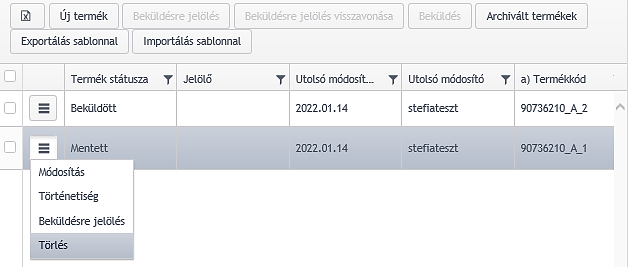 Új termék Beküldésre jelölés Beküldésre jelölés visszavonása Beküldés Archivált termékek
Exportálás sablonnal Importálás sablonnal
Termék státusza Jelölő Utolsó módosít... Utolsó módosító a) Termékkód
Beküldött 2022.01.14 stefiateszt 90736210_A_2
Mentett 2022.01.14 stefiateszt 90736210_A_1
Módosítás
Történetiség
Beküldésre jelölés
Törlés